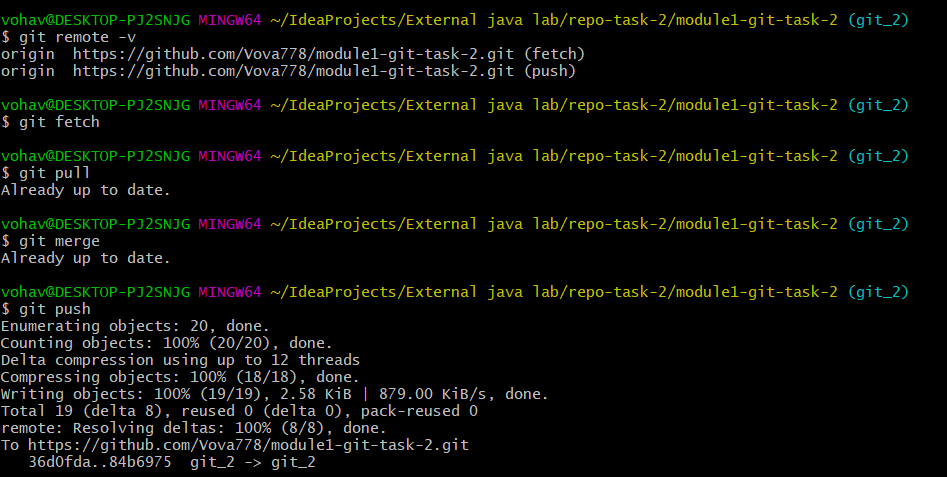 vohav@DESKTOP-PJ2SNJG MINGW64 ~/IdeaProjects/External java lab/repo-task-2/module1-git-task-2 (git_2)
$ git remote -v
origin  https://github.com/Vova778/module1-git-task-2.git (fetch)
origin  https://github.com/Vova778/module1-git-task-2.git (push)
vohav@DESKTOP-PJ2SNJG MINGW64 ~/IdeaProjects/External java lab/repo-task-2/module1-git-task-2 (git_2)
$ git fetch
vohav@DESKTOP-PJ2SNJG MINGW64 ~/IdeaProjects/External java lab/repo-task-2/module1-git-task-2 (git_2)
$ git pull
Already up to date.
vohav@DESKTOP-PJ2SNJG MINGW64 ~/IdeaProjects/External java lab/repo-task-2/module1-git-task-2 (git_2)
$ git merge
Already up to date.
vohav@DESKTOP-PJ2SNJG MINGW64 ~/IdeaProjects/External java lab/repo-task-2/module1-git-task-2 (git_2)
$ git push
Enumerating objects: 20, done.
Counting objects: 100% (20/20), done.
Delta compression using up to 12 threads
Compressing objects: 100% (18/18), done.
Writing objects: 100% (19/19), 2.58 KiB | 879.00 KiB/s, done.
Total 19 (delta 8), reused 0 (delta 0), pack-reused 0
remote: Resolving deltas: 100% (8/8), done.
To https://github.com/Vova778/module1-git-task-2.git
   36d0fda..84b6975  git_2 -> git_2